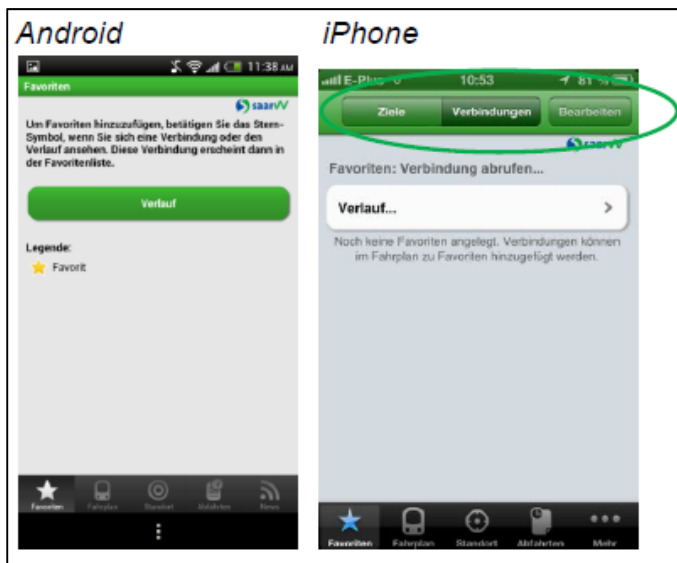 Android
iPhone
11:38 AM
Favoriten
saarVV
Um Favoriten hinzuzufügen, betätigen Sie das Stern-
Symbol, wenn Sie sich eine Verbindung oder den
Verlauf ansehen. Diese Verbindung erscheint dann in
der Favoritenliste.
Verlauf
Legende:
Favorit
Favoriten Fahrplan Standort Abfahrten News
E-Plus 10:53 81 %
Ziele Verbindungen Bearbeiten
saarVV
Favoriten: Verbindung abrufen...
Verlauf...
Noch keine Favoriten angelegt. Verbindungen können
im Fahrplan zu Favoriten hinzugefügt werden.
Favoriten Fahrplan Standort Abfahrten Mehr